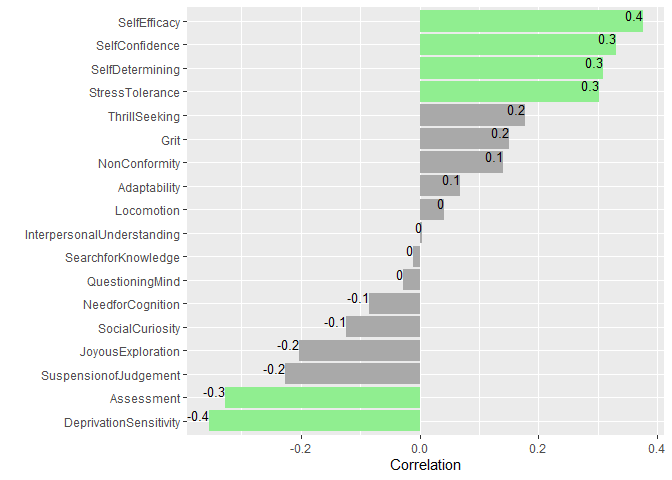 SelfEfficacy 0.4
SelfConfidence 0.3
SelfDetermining 0.3
StressTolerance 0.3
ThrillSeeking 0.2
Grit 0.2
NonConformity 0.1
Adaptability 0.1
Locomotion 0
InterpersonalUnderstanding 0
SearchforKnowledge 0
QuestioningMind 0
NeedforCognition -0.1
SocialCuriosity -0.1
JoyousExploration -0.2
SuspensionofJudgement -0.2
Assessment -0.3
DeprivationSensitivity -0.4
-0.2 0.0 0.2 0.4
Correlation